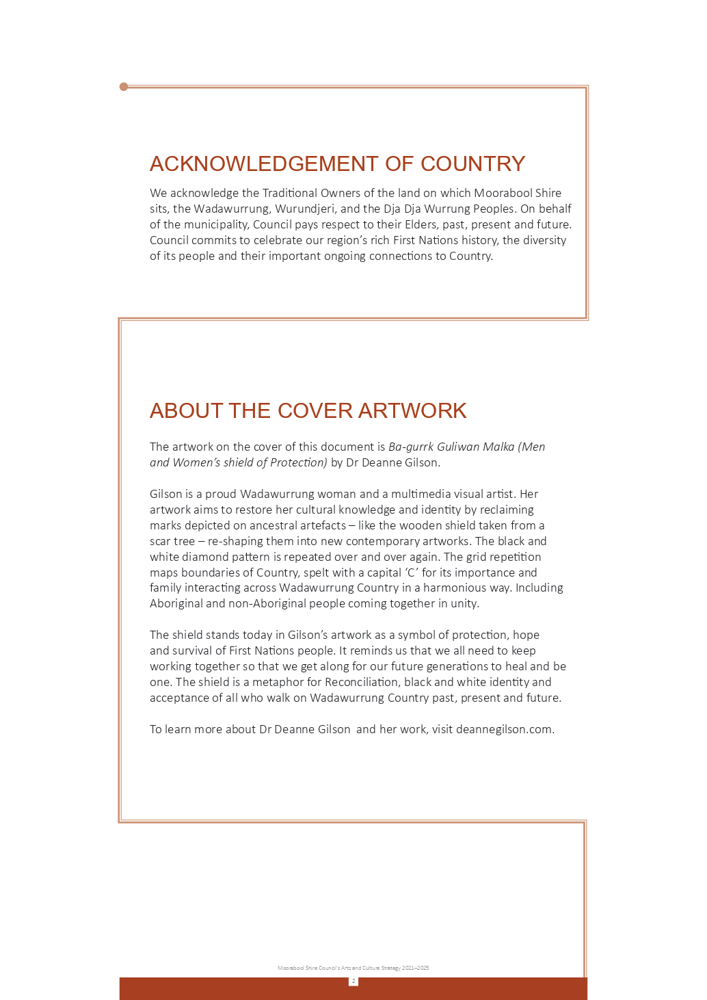 ACKNOWLEDGEMENT OF COUNTRY
We acknowledge the Traditional Owners of the land on which Moorabool Shire
sits, the Wadawurrung, Wurundjeri, and the Dja Dja Wurrung Peoples. On behalf
of the municipality, Council pays respect to their Elders, past, present and future.
Council commits to celebrate our region’s rich First Nations history, the diversity
of its people and their important ongoing connections to Country.
ABOUT THE COVER ARTWORK
The artwork on the cover of this document is Ba-gurrk Guliwan Malka (Men
and Women’s shield of Protection) by Dr Deanne Gilson.
Gilson is a proud Wadawurrung woman and a multimedia visual artist. Her
artwork aims to restore her cultural knowledge and identity by reclaiming
marks depicted on ancestral artefacts – like the wooden shield taken from a
scar tree – re-shaping them into new contemporary artworks. The black and
white diamond pattern is repeated over and over again. The grid repetition
maps boundaries of Country, spelt with a capital ‘C’ for its importance and
family interacting across Wadawurrung Country in a harmonious way. Including
Aboriginal and non-Aboriginal people coming together in unity.
The shield stands today in Gilson’s artwork as a symbol of protection, hope
and survival of First Nations people. It reminds us that we all need to keep
working together so that we get along for our future generations to heal and be
one. The shield is a metaphor for Reconciliation, black and white identity and
acceptance of all who walk on Wadawurrung Country past, present and future.
To learn more about Dr Deanne Gilson  and her work, visit deannegilson.com.
Moorabool Shire Council's Arts and Culture Strategy 2021–2025
2